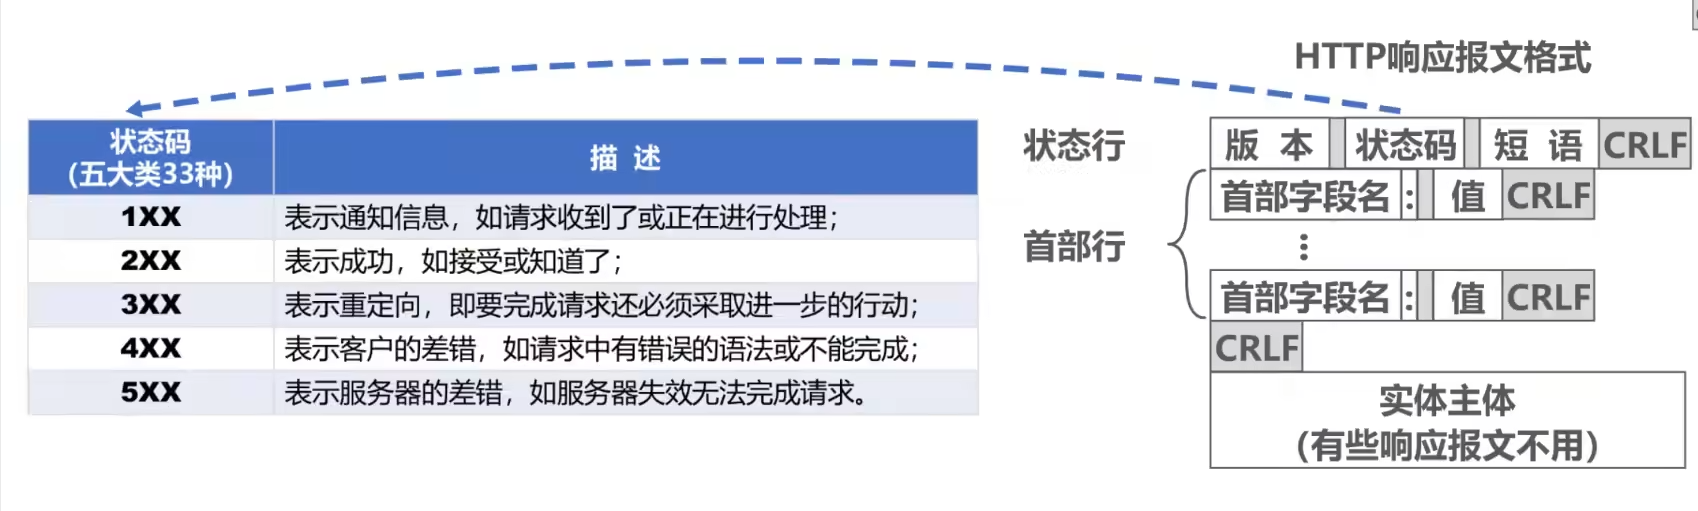 HTTP响应报文格式
状态码
(五大类33种)
描 述
1XX
表示通知信息，如请求收到了或正在进行处理；
2XX
表示成功，如接受或知道了；
3XX
表示重定向，即要完成请求还必须采取进一步的行动；
4XX
表示客户的差错，如请求中有错误的语法或不能完成；
5XX
表示服务器的差错，如服务器失效无法完成请求。
状态行
版 本 状态码 短 语 CRLF
首部行
首部字段名 : 值 CRLF
⋮
首部字段名 : 值 CRLF
CRLF
实体主体
（有些响应报文不用）